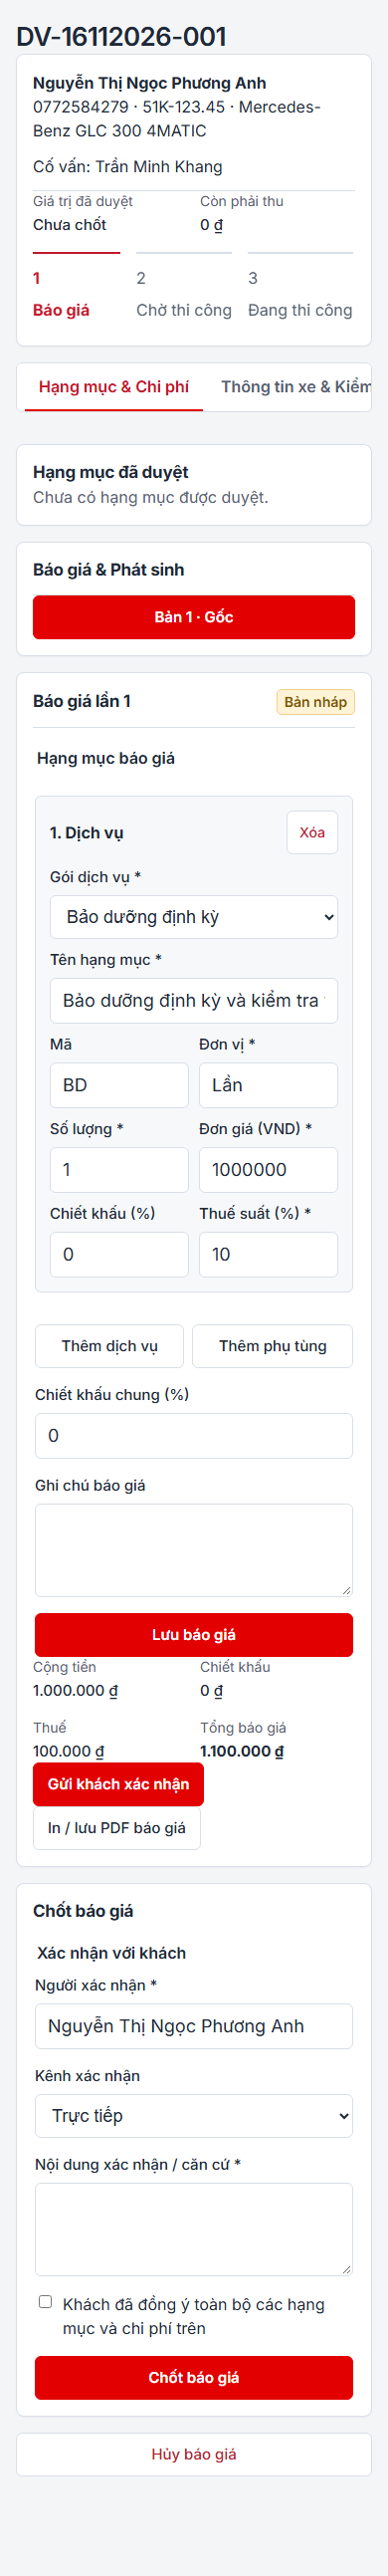 DV-16112026-001
Nguyễn Thị Ngọc Phương Anh
0772584279 · 51K-123.45 · Mercedes-
Benz GLC 300 4MATIC
Cố vấn: Trần Minh Khang
Giá trị đã duyệt
Còn phải thu
Chưa chốt
0 ₫
1
2
3
Báo giá
Chờ thi công
Đang thi công
Hạng mục & Chi phí
Thông tin xe & Kiểm
Hạng mục đã duyệt
Chưa có hạng mục được duyệt.
Báo giá & Phát sinh
Bản 1 · Gốc
Báo giá lần 1
Bản nháp
Hạng mục báo giá
1. Dịch vụ
Xóa
Gói dịch vụ *
Bảo dưỡng định kỳ
Tên hạng mục *
Bảo dưỡng định kỳ và kiểm tra
Mã
Đơn vị *
BD
Lần
Số lượng *
Đơn giá (VND) *
1
1000000
Chiết khấu (%)
Thuế suất (%) *
0
10
Thêm dịch vụ
Thêm phụ tùng
Chiết khấu chung (%)
0
Ghi chú báo giá
Lưu báo giá
Cộng tiền
Chiết khấu
1.000.000 ₫
0 ₫
Thuế
Tổng báo giá
100.000 ₫
1.100.000 ₫
Gửi khách xác nhận
In / lưu PDF báo giá
Chốt báo giá
Xác nhận với khách
Người xác nhận *
Nguyễn Thị Ngọc Phương Anh
Kênh xác nhận
Trực tiếp
Nội dung xác nhận / căn cứ *
Khách đã đồng ý toàn bộ các hạng
mục và chi phí trên
Chốt báo giá
Hủy báo giá